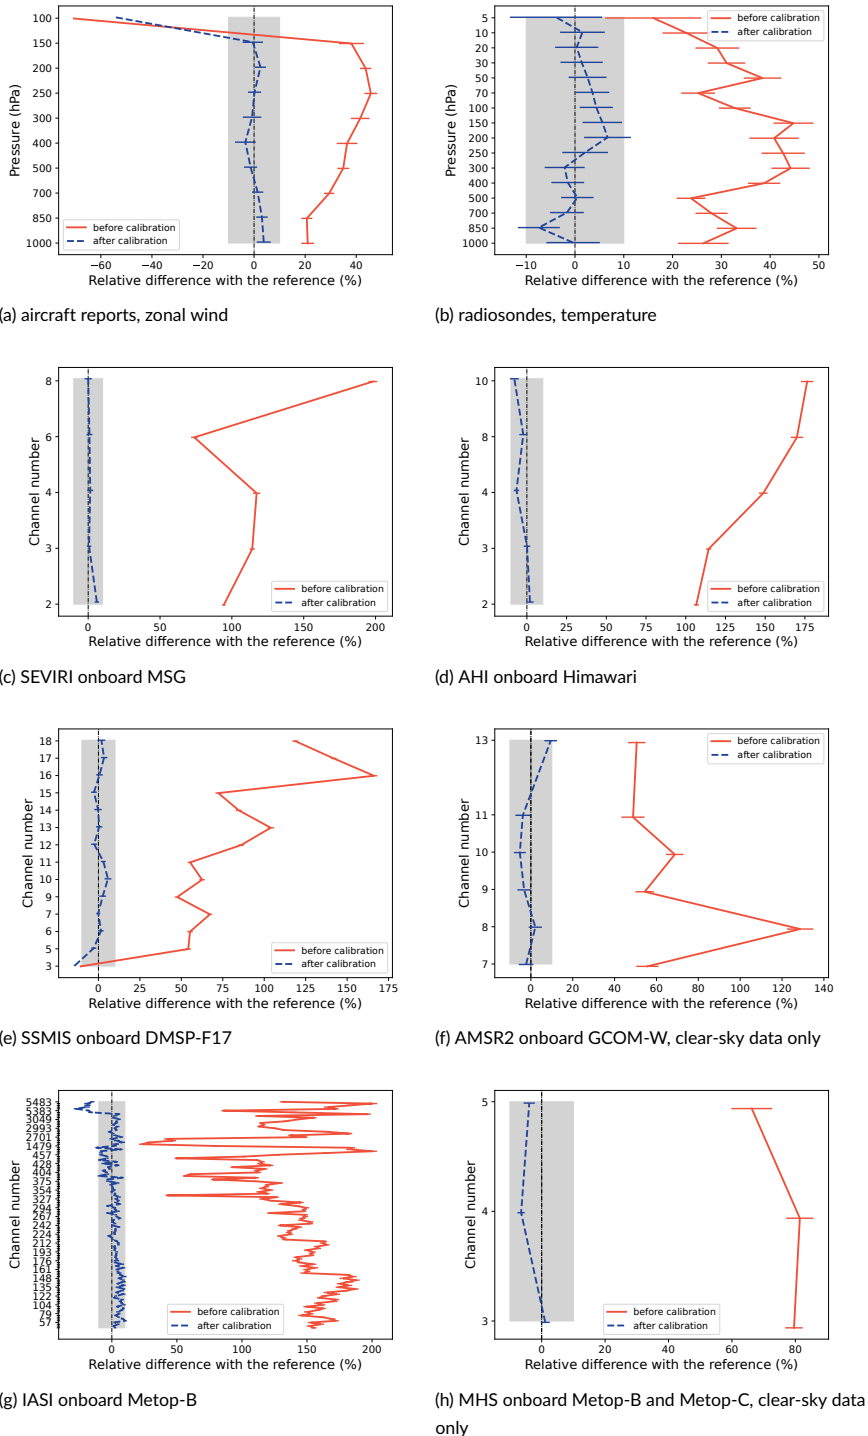 100
150
200
250
300
400
500
700
850
1000
Pressure (hPa)
before calibration
after calibration
−60 −40 −20 0 20 40
Relative difference with the reference (%)
(a) aircraft reports, zonal wind
5
10
20
30
50
70
100
150
200
250
300
400
500
700
850
1000
Pressure (hPa)
before calibration
after calibration
−10 0 10 20 30 40 50
Relative difference with the reference (%)
(b) radiosondes, temperature
8
6
4
3
2
Channel number
before calibration
after calibration
0 50 100 150 200
Relative difference with the reference (%)
(c) SEVIRI onboard MSG
10
8
4
3
2
Channel number
before calibration
after calibration
0 25 50 75 100 125 150 175
Relative difference with the reference (%)
(d) AHI onboard Himawari
18
17
16
15
14
13
12
11
10
9
7
6
5
3
Channel number
before calibration
after calibration
0 25 50 75 100 125 150 175
Relative difference with the reference (%)
(e) SSMIS onboard DMSP-F17
13
11
10
9
8
7
Channel number
before calibration
after calibration
0 20 40 60 80 100 120 140
Relative difference with the reference (%)
(f) AMSR2 onboard GCOM-W, clear-sky data only
5483
5383
3049
2993
2701
1479
457
428
404
375
354
327
294
267
242
224
212
193
176
161
148
135
122
104
79
57
Channel number
before calibration
after calibration
0 50 100 150 200
Relative difference with the reference (%)
(g) IASI onboard Metop-B
5
4
3
Channel number
before calibration
after calibration
0 20 40 60 80
Relative difference with the reference (%)
(h) MHS onboard Metop-B and Metop-C, clear-sky data
only